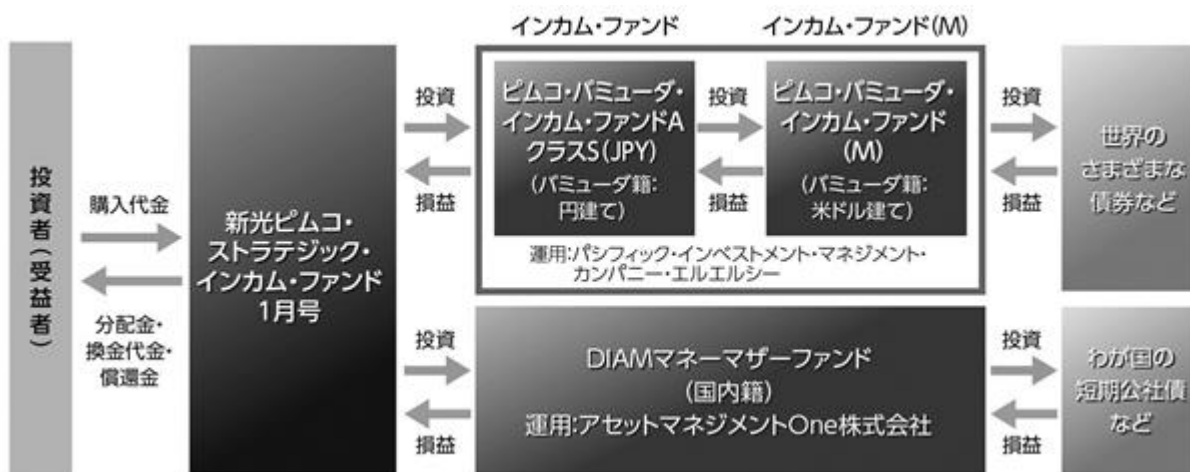 投資者(受益者)
購入代金
分配金・
換金代金・
償還金
新光ピムコ・
ストラテジック・
インカム・ファンド
1月号
投資
損益
インカム・ファンド
ピムコ・バミューダ・
インカム・ファンドA
クラスS(JPY)
(バミューダ籍:
円建て)
投資
損益
インカム・ファンド(M)
ピムコ・バミューダ・
インカム・ファンド
(M)
(バミューダ籍:
米ドル建て)
運用:パシフィック・インベストメント・マネジメント・
カンパニー・エルエルシー
投資
損益
世界の
さまざまな
債券など
投資
損益
DIAMマネーマザーファンド
(国内籍)
運用:アセットマネジメントOne株式会社
投資
損益
わが国の
短期公社債
など